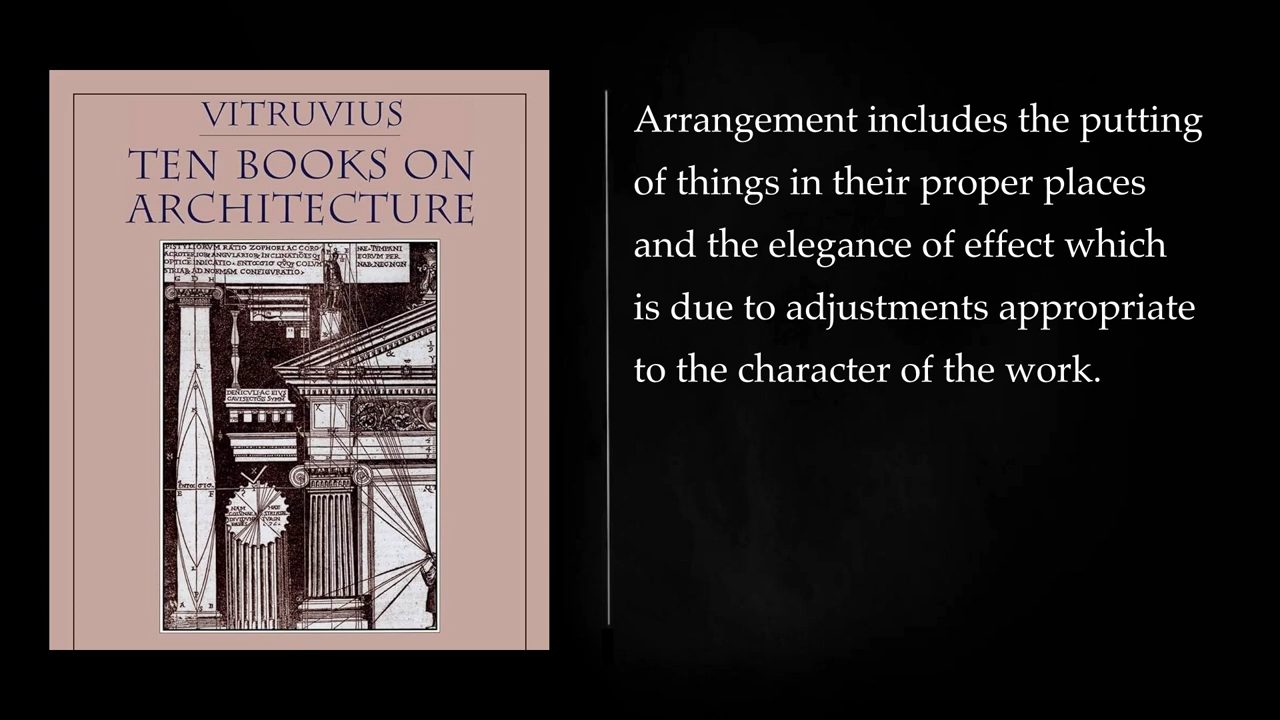 VITRUVIUS
TEN BOOKS ON
ARCHITECTURE
Arrangement includes the putting
of things in their proper places
and the elegance of effect which
is due to adjustments appropriate
to the character of the work.